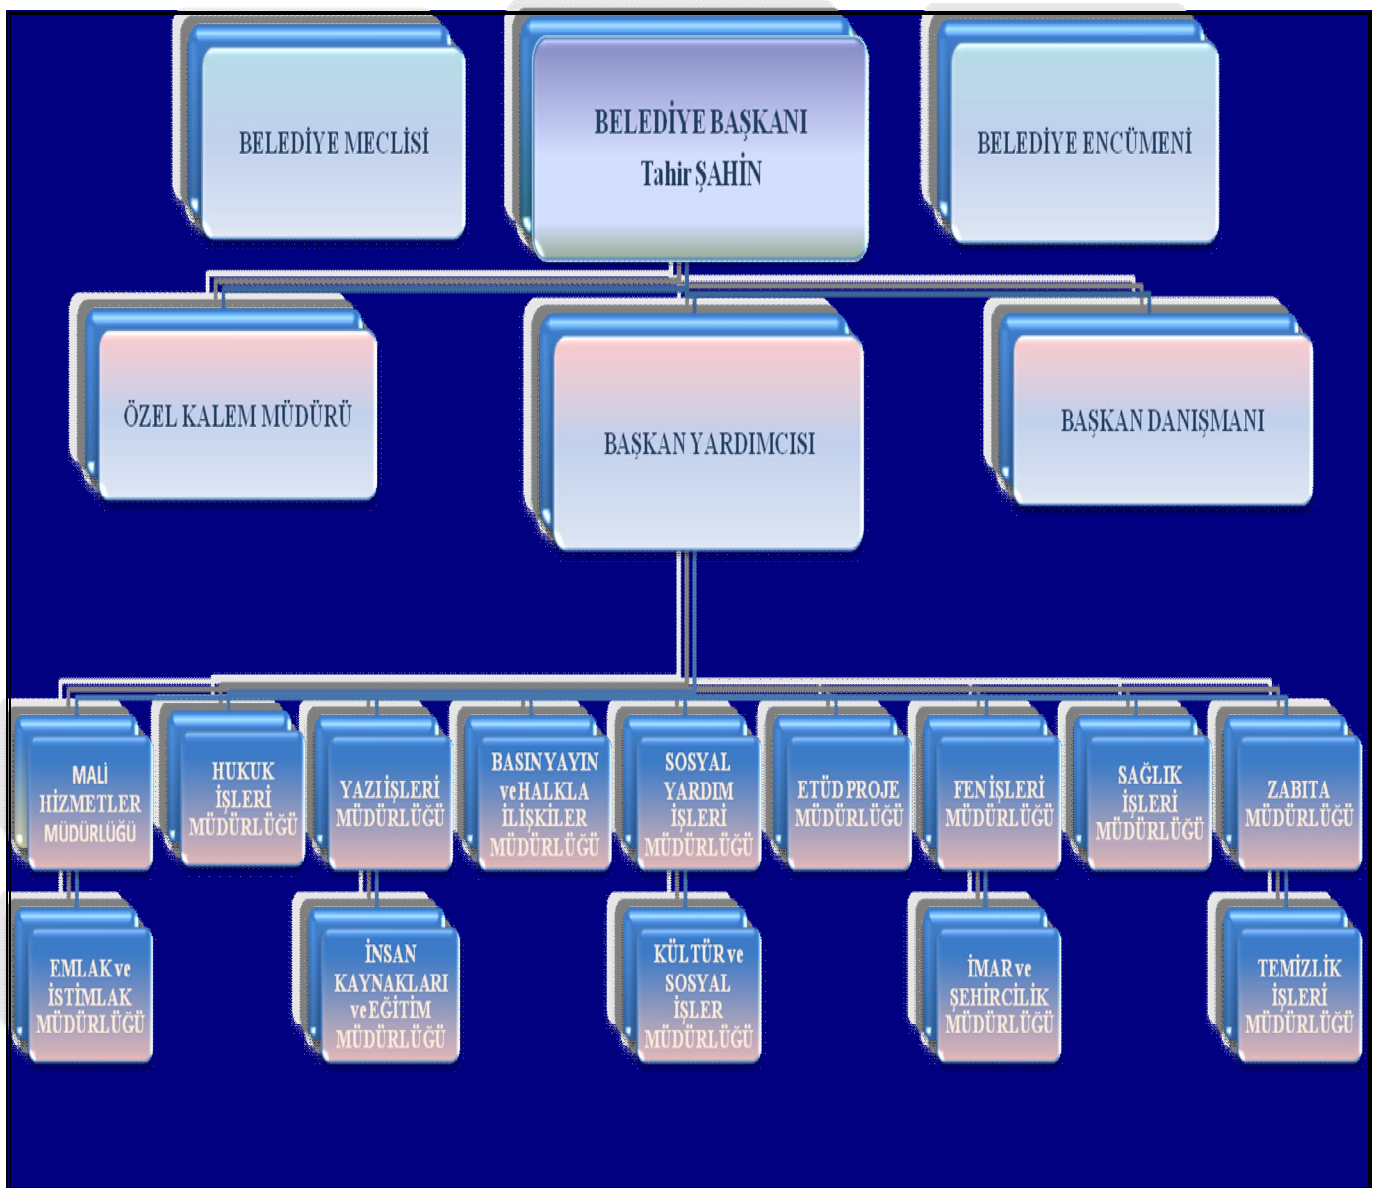 BELEDİYE MECLİSİ
BELEDİYE BAŞKANI
Tahir ŞAHİN
BELEDİYE ENCÜMENİ
ÖZEL KALEM MÜDÜRÜ
BAŞKAN YARDIMCISI
BAŞKAN DANIŞMANI
MALİ
HİZMETLER
MÜDÜRLÜĞÜ
HUKUK
İŞLERİ
MÜDÜRLÜĞÜ
YAZI İŞLERİ
MÜDÜRLÜĞÜ
BASIN YAYIN
ve HALKLA
İLİŞKİLER
MÜDÜRLÜĞÜ
SOSYAL
YARDIM
İŞLERİ
MÜDÜRLÜĞÜ
ETÜD PROJE
MÜDÜRLÜĞÜ
FEN İŞLERİ
MÜDÜRLÜĞÜ
SAĞLIK
İŞLERİ
MÜDÜRLÜĞÜ
ZABITA
MÜDÜRLÜĞÜ
EMLAK ve
İSTİMLAK
MÜDÜRLÜĞÜ
İNSAN
KAYNAKLARI
ve EĞİTİM
MÜDÜRLÜĞÜ
KÜLTÜR ve
SOSYAL
İŞLER
MÜDÜRLÜĞÜ
İMAR ve
ŞEHİRCİLİK
MÜDÜRLÜĞÜ
TEMİZLİK
İŞLERİ
MÜDÜRLÜĞÜ